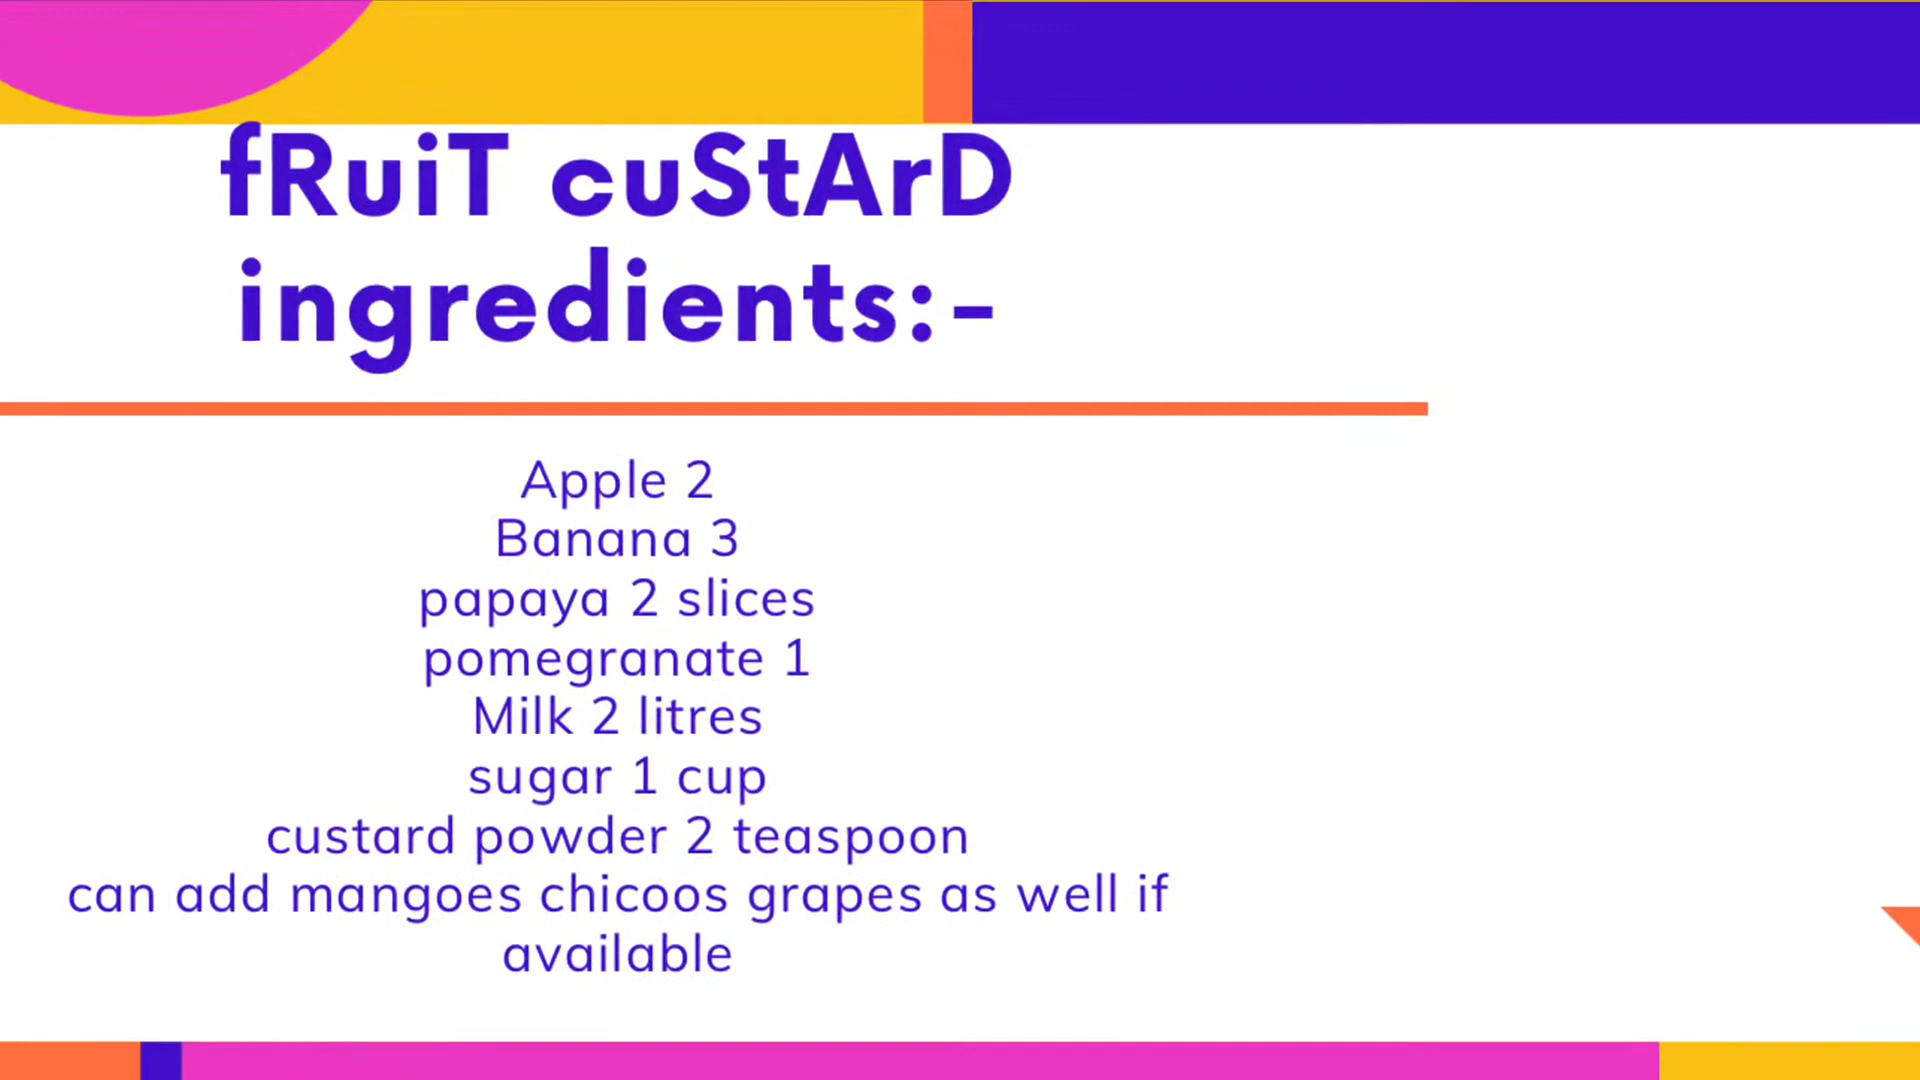 fRuiT cuStArD
ingredients:-
Apple 2
Banana 3
papaya 2 slices
pomegranate 1
Milk 2 litres
sugar 1 cup
custard powder 2 teaspoon
can add mangoes chicoos grapes as well if
available